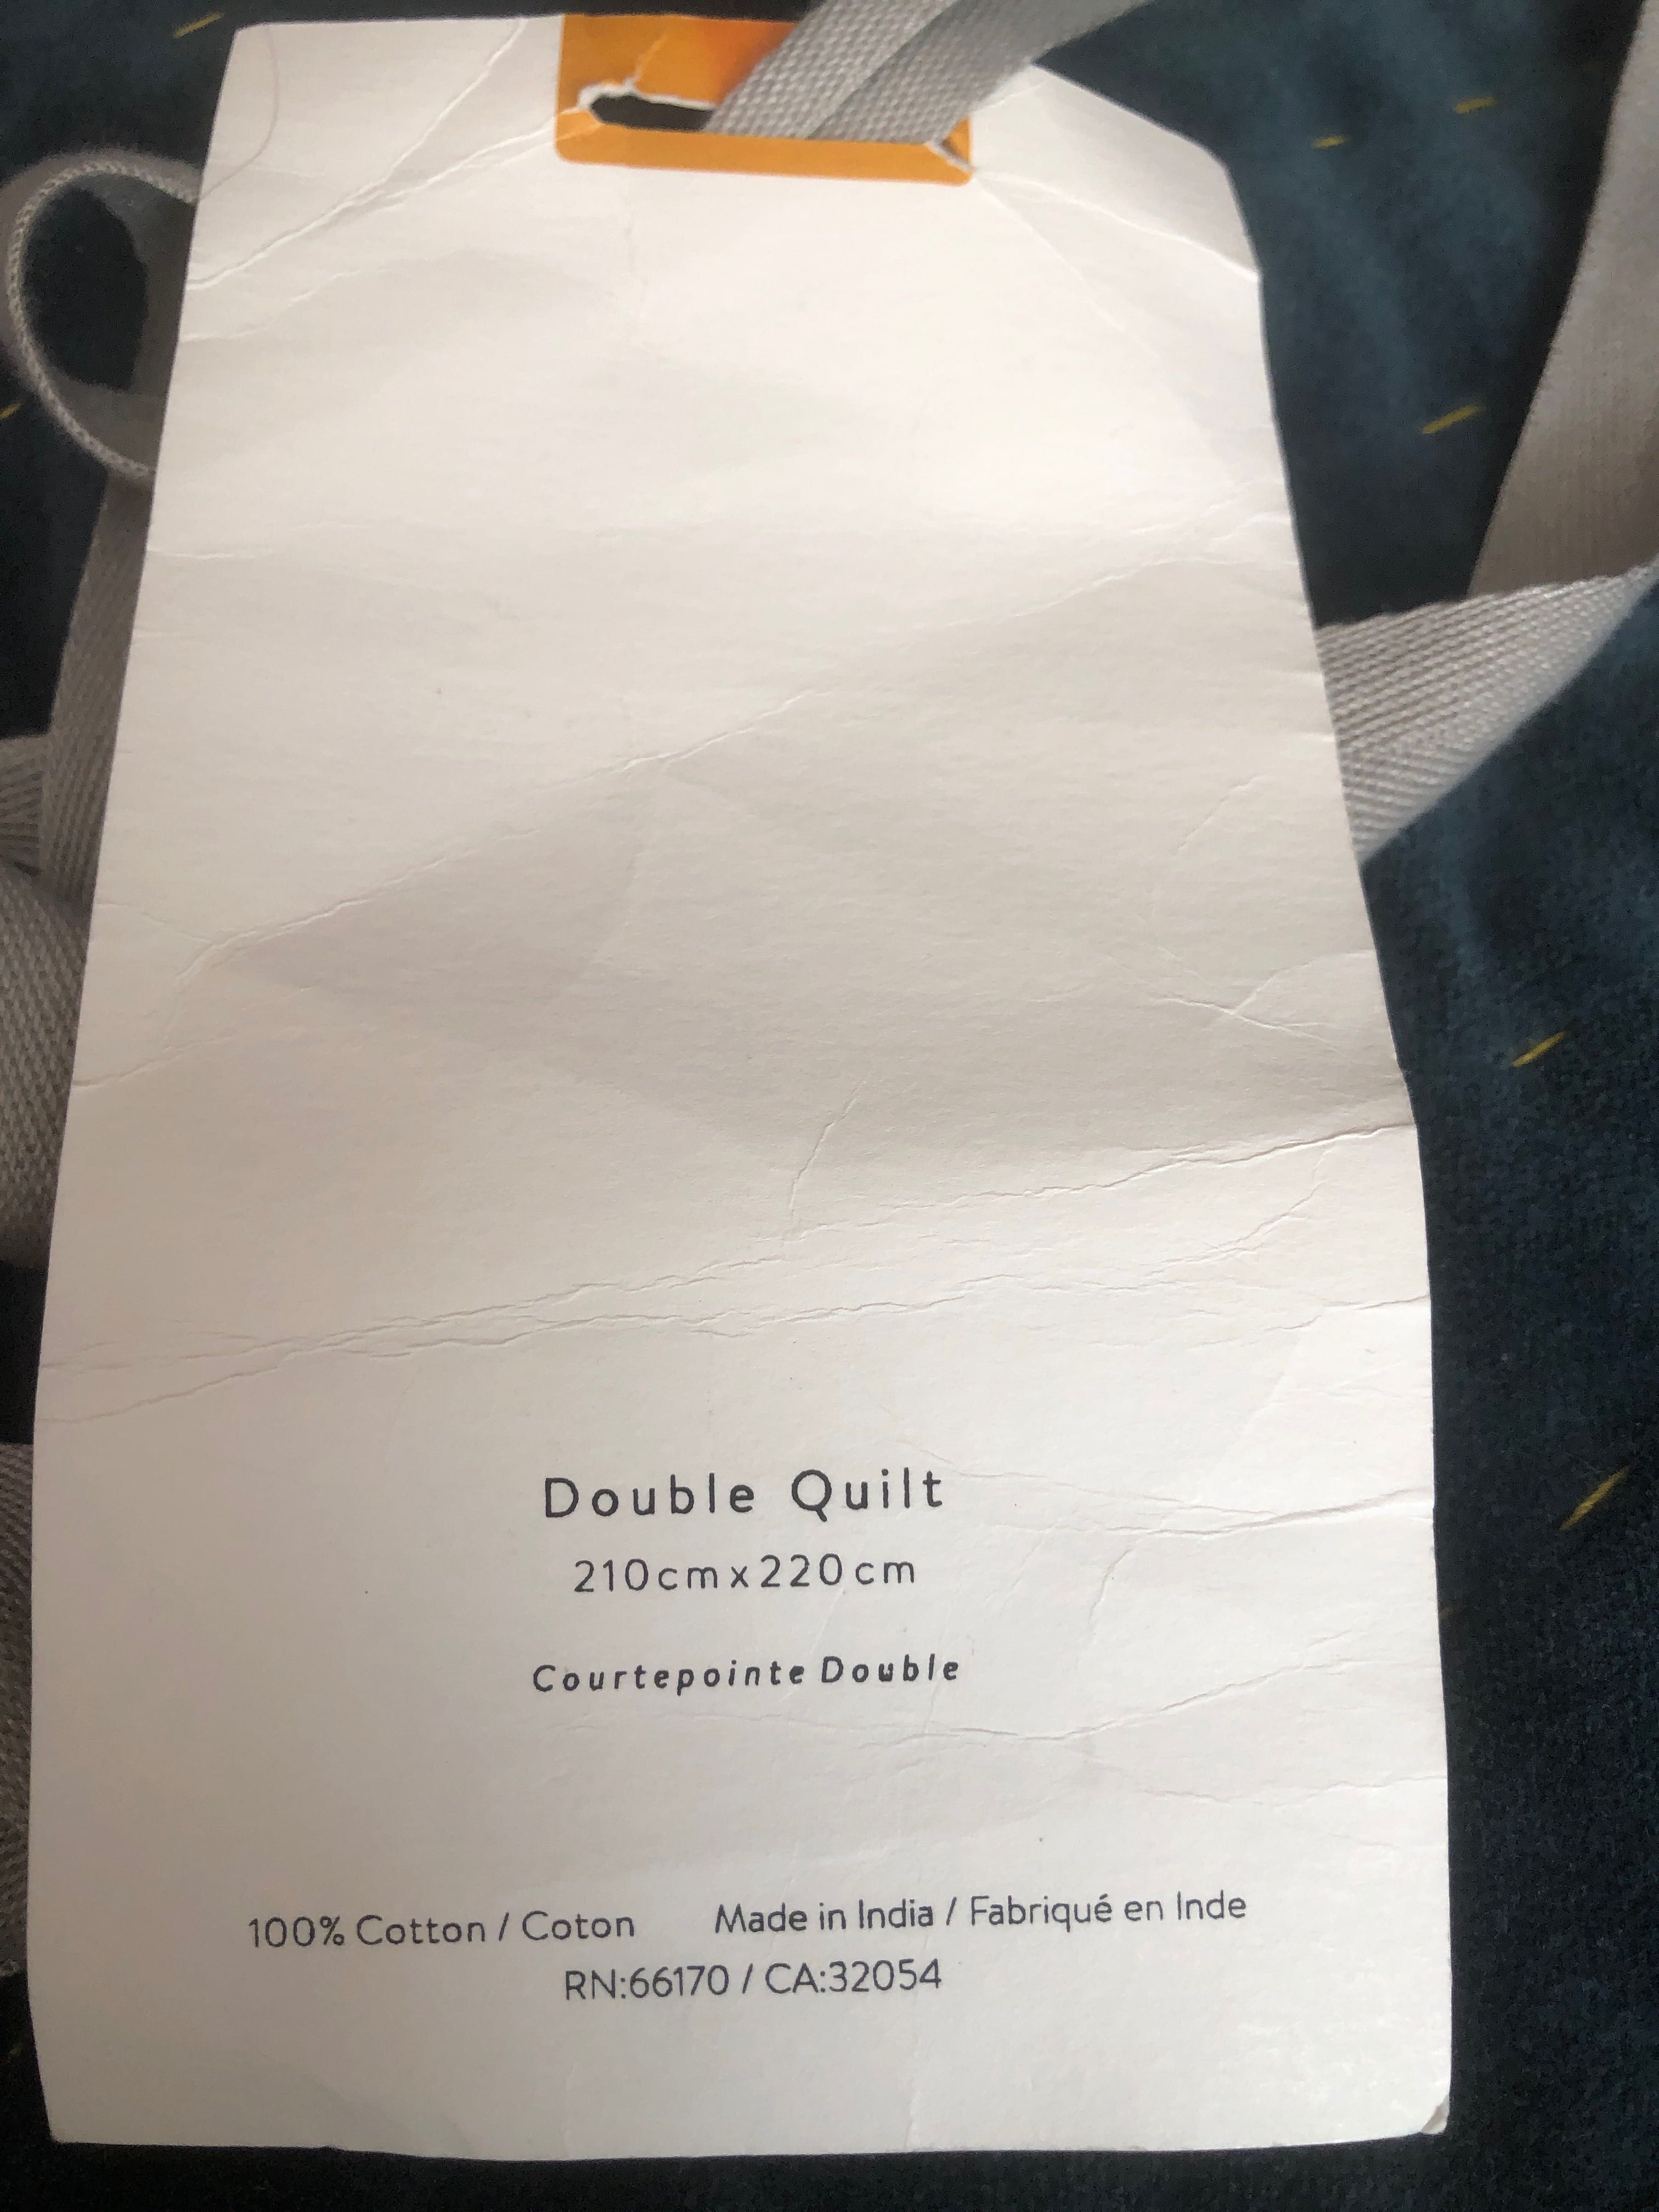 Double Quilt
210cm x 220cm
Courtepointe Double
100% Cotton / Coton Made in India / Fabriqué en Inde
RN:66170 / CA:32054